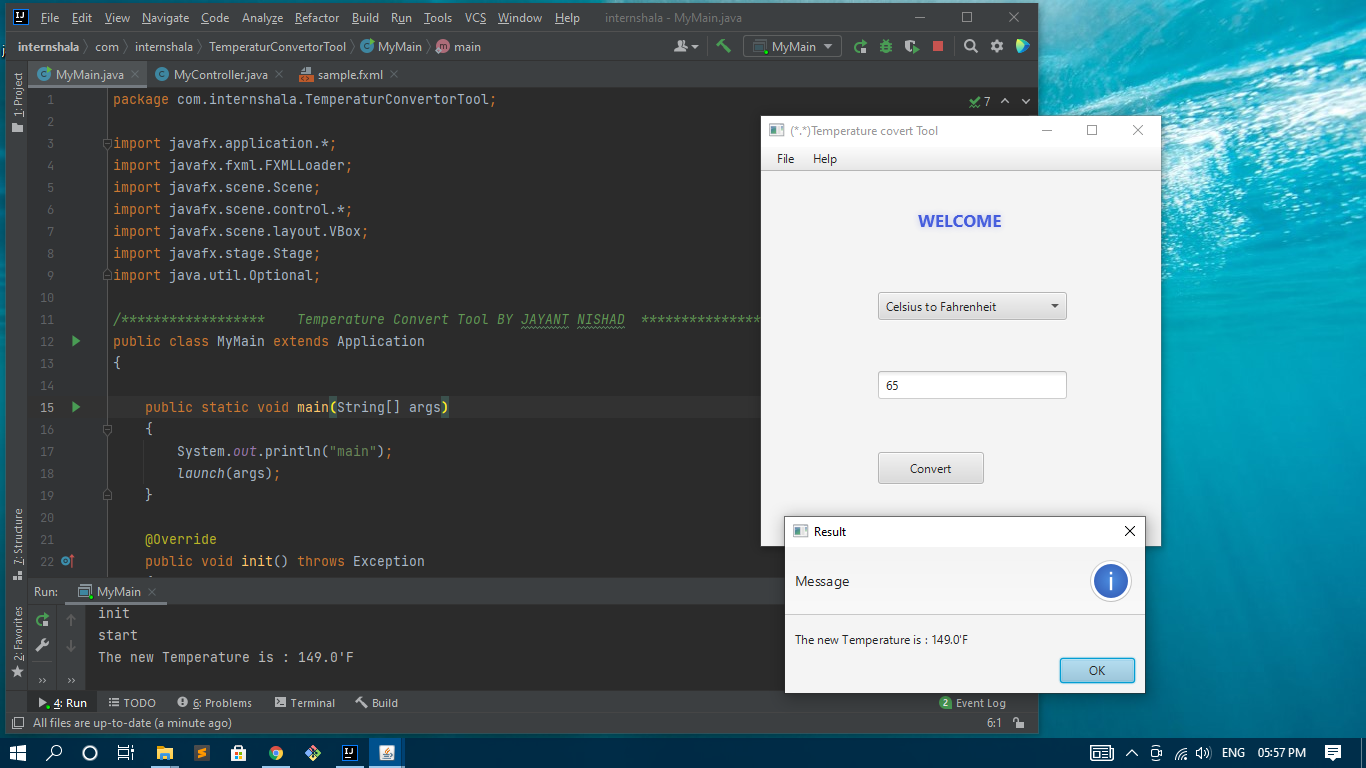 File Edit View Navigate Code Analyze Refactor Build Run Tools VCS Window Help internshala - MyMain.java
internshala com internshala TemperaturConvertorTool MyMain main MyMain
MyMain.java MyController.java sample.fxml
1: Project
7: Structure
2: Favorites
7
1 package com.internshala.TemperaturConvertorTool;
2
3 import javafx.application.*;
4 import javafx.fxml.FXMLLoader;
5 import javafx.scene.Scene;
6 import javafx.scene.control.*;
7 import javafx.scene.layout.VBox;
8 import javafx.stage.Stage;
9 import java.util.Optional;
10
11 /****************** Temperature Convert Tool BY JAYANT NISHAD ***************
12 public class MyMain extends Application
13 {
14
15 public static void main(String[] args)
16 {
17 System.out.println("main");
18 launch(args);
19 }
20
21 @Override
22 public void init() throws Exception
Run: MyMain
init
start
The new Temperature is : 149.0'F
4: Run TODO 6: Problems Terminal Build 2 Event Log
All files are up-to-date (a minute ago) 6:1
(*.*)Temperature covert Tool
File Help
WELCOME
Celsius to Fahrenheit
65
Convert
Result
Message
The new Temperature is : 149.0'F
OK
ENG 05:57 PM